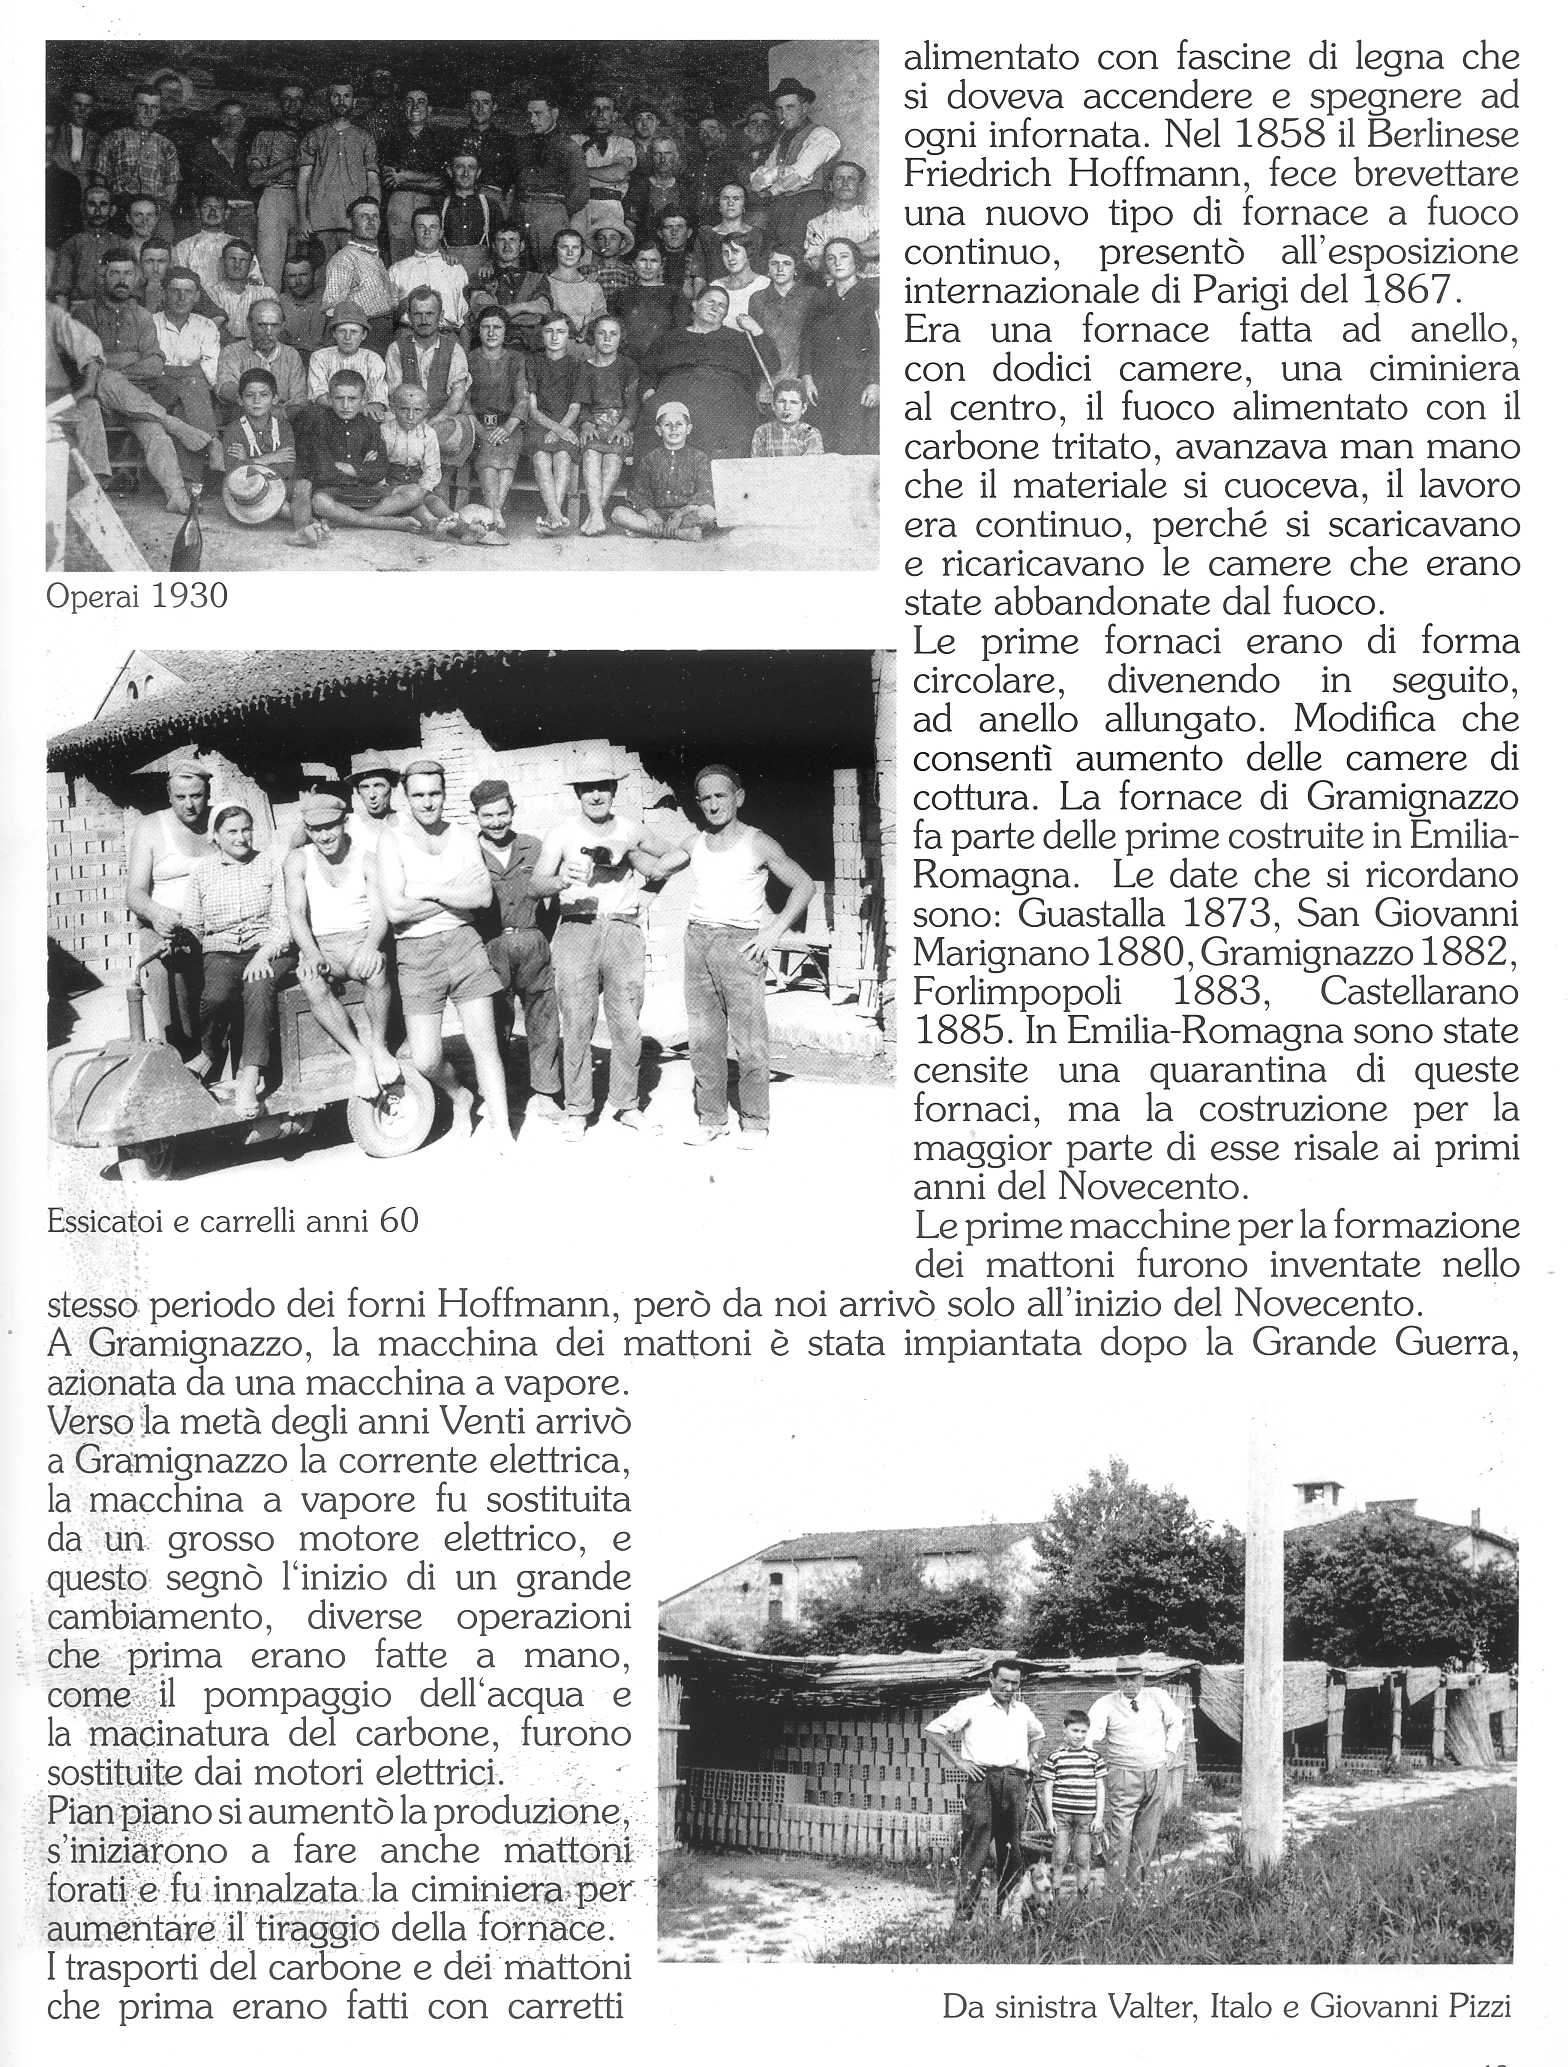 alimentato con fascine di legna che
si doveva accendere e spegnere ad
ogni infornata. Nel 1858 il Berlinese
Friedrich Hoffmann, fece brevettare
una nuovo tipo di fornace a fuoco
continuo, presentò all'esposizione
internazionale di Parigi del 1867.
Era una fornace fatta ad anello,
con dodici camere, una ciminiera
al centro, il fuoco alimentato con il
carbone tritato, avanzava man mano
che il materiale si cuoceva, il lavoro
era continuo, perché si scaricavano
e ricaricavano le camere che erano
state abbandonate dal fuoco.
Operai 1930
Le prime fornaci erano di forma
circolare, divenendo in seguito,
ad anello allungato. Modifica che
consentì aumento delle camere di
cottura. La fornace di Gramignazzo
fa parte delle prime costruite in Emilia-
Romagna. Le date che si ricordano
sono: Guastalla 1873, San Giovanni
Marignano 1880, Gramignazzo 1882,
Forlimpopoli 1883, Castellarano
1885. In Emilia-Romagna sono state
censite una quarantina di queste
fornaci, ma la costruzione per la
maggior parte di esse risale ai primi
anni del Novecento.
Essicatoi e carrelli anni 60
Le prime macchine per la formazione
dei mattoni furono inventate nello
stesso periodo dei forni Hoffmann, però da noi arrivò solo all'inizio del Novecento.
A Gramignazzo, la macchina dei mattoni è stata impiantata dopo la Grande Guerra,
azionata da una macchina a vapore.
Verso la metà degli anni Venti arrivò
a Gramignazzo la corrente elettrica,
la macchina a vapore fu sostituita
da un grosso motore elettrico, e
questo segnò l'inizio di un grande
cambiamento, diverse operazioni
che prima erano fatte a mano,
come il pompaggio dell'acqua e
la macinatura del carbone, furono
sostituite dai motori elettrici.
Pian piano si aumentò la produzione,
s'iniziarono a fare anche mattoni
forati e fu innalzata la ciminiera per
aumentare il tiraggio della fornace.
I trasporti del carbone e dei mattoni
che prima erano fatti con carretti
Da sinistra Valter, Italo e Giovanni Pizzi